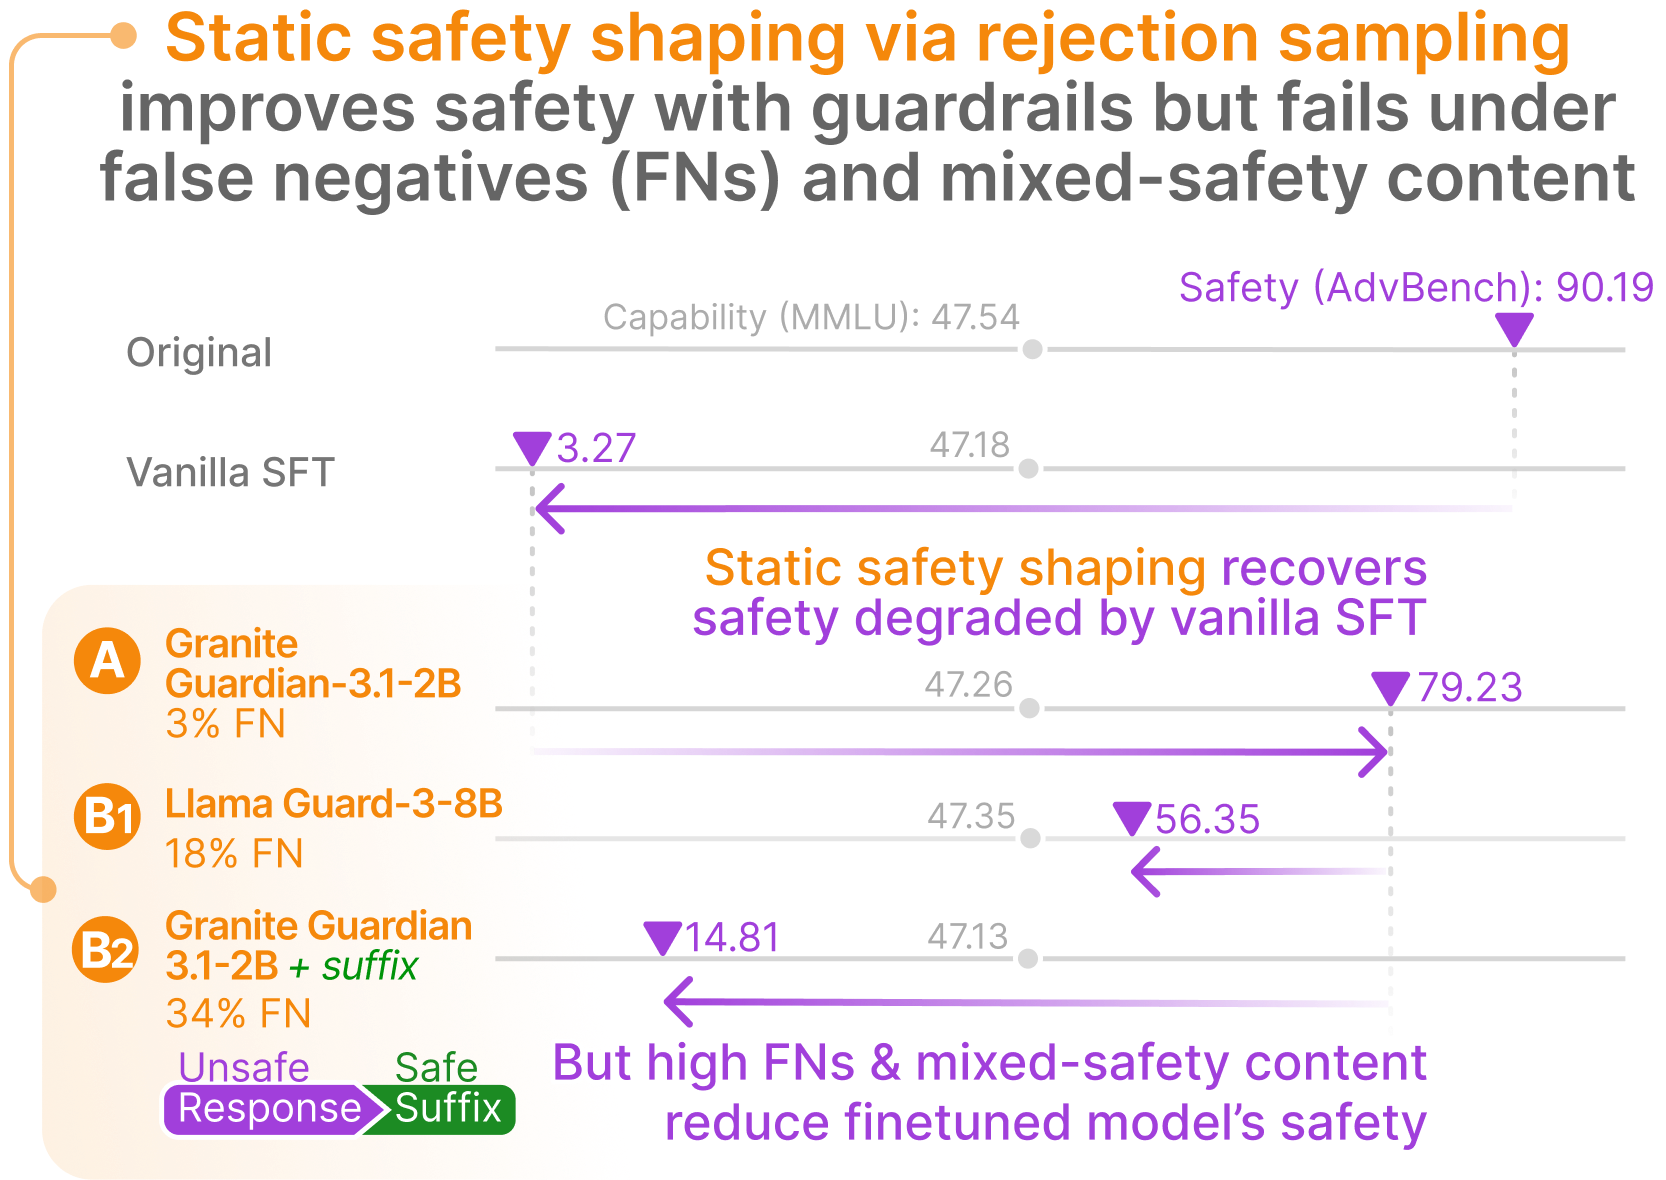 Static safety shaping via rejection sampling
improves safety with guardrails but fails under
false negatives (FNs) and mixed-safety content
Safety (AdvBench): 90.19
Capability (MMLU): 47.54
Original
3.27
47.18
Vanilla SFT
Static safety shaping recovers
safety degraded by vanilla SFT
A
Granite
Guardian-3.1-2B
3% FN
47.26
79.23
B1
Llama Guard-3-8B
18% FN
47.35
56.35
B2
Granite Guardian
3.1-2B + suffix
34% FN
14.81
47.13
Unsafe Safe
Response Suffix
But high FNs & mixed-safety content
reduce finetuned model’s safety